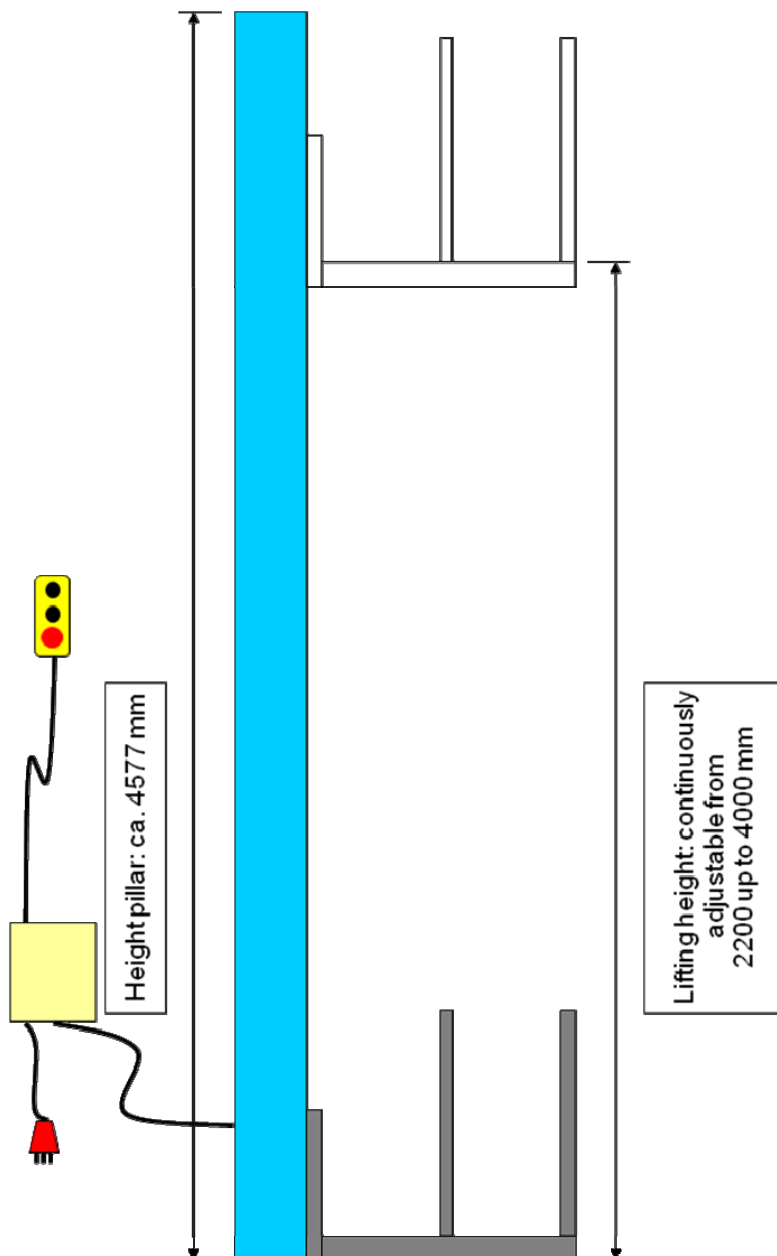 Height pillar: ca. 4577 mm
Lifting height: continuously
adjustable from
2200 up to 4000 mm